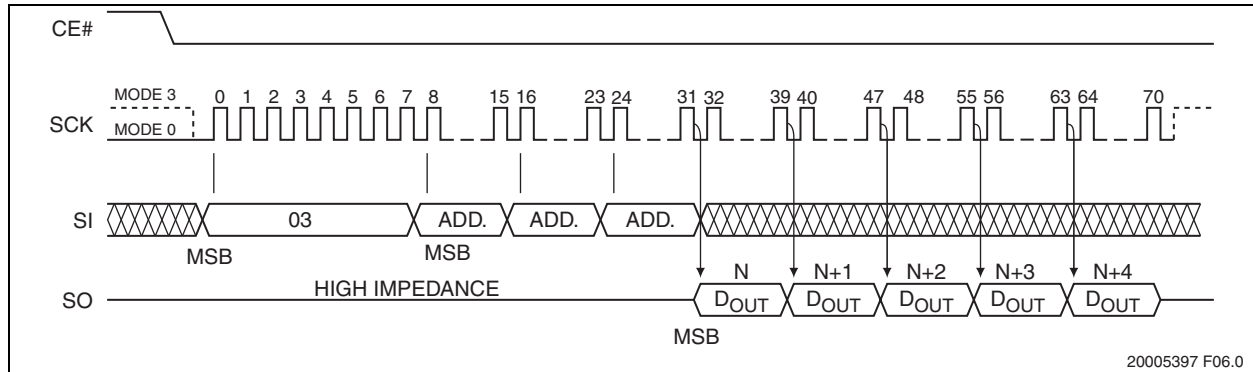 CE#
MODE 3
0 1 2 3 4 5 6 7 8 15 16 23 24 31 32 39 40 47 48 55 56 63 64 70
SCK
MODE 0
SI
03
ADD.
ADD.
ADD.
MSB
MSB
N
N+1
N+2
N+3
N+4
SO
HIGH IMPEDANCE
DOUT
DOUT
DOUT
DOUT
DOUT
MSB
20005397 F06.0